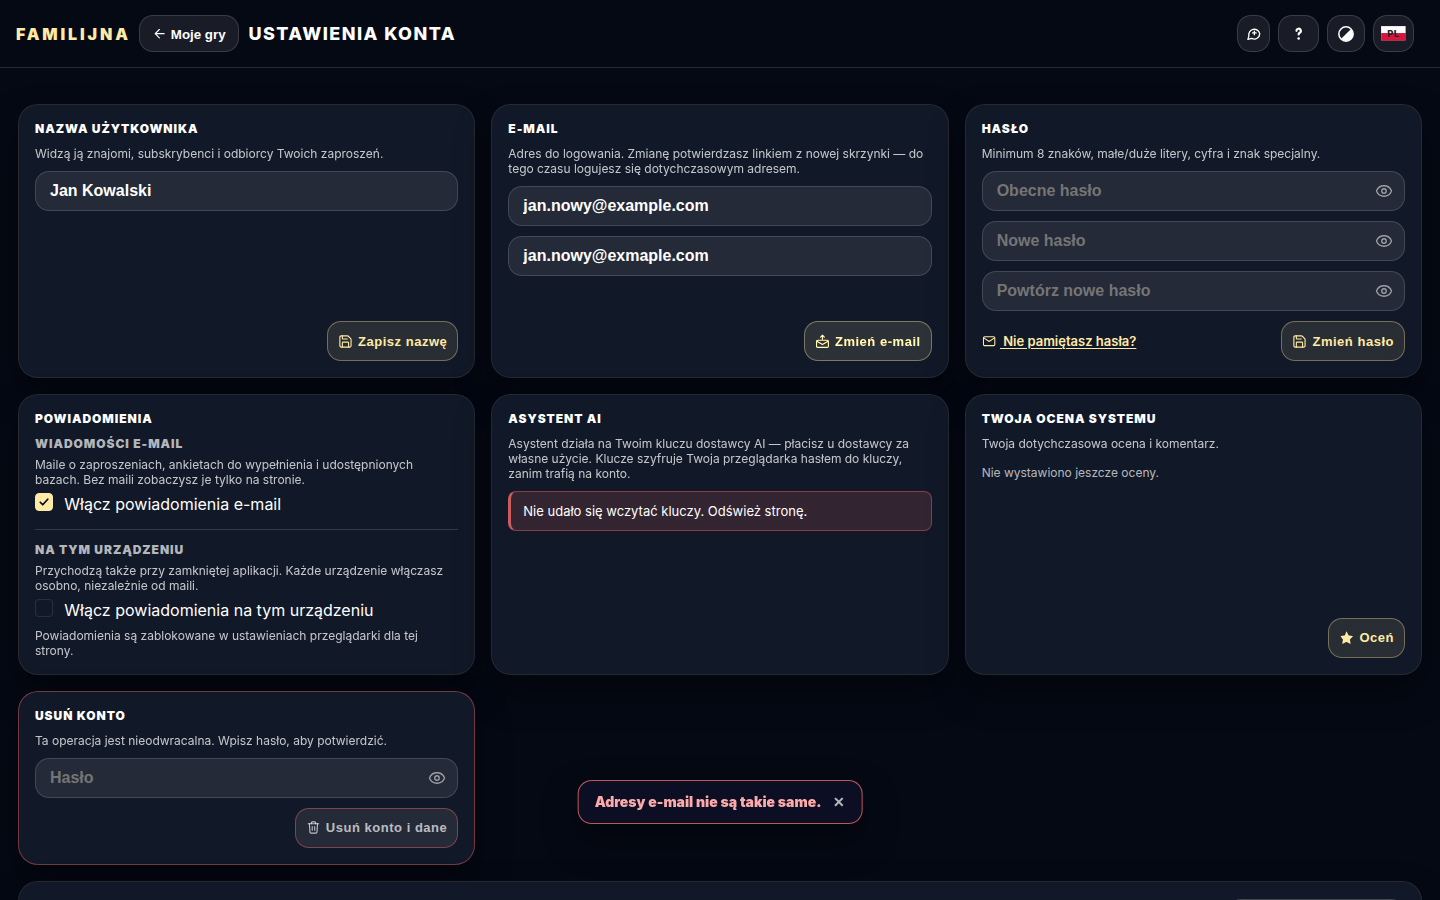 FAMILIJNA
Moje gry
USTAWIENIA KONTA
?
PL
NAZWA UŻYTKOWNIKA
Widzą ją znajomi, subskrybenci i odbiorcy Twoich zaproszeń.
Jan Kowalski
Zapisz nazwę
E-MAIL
Adres do logowania. Zmianę potwierdzasz linkiem z nowej skrzynki — do
tego czasu logujesz się dotychczasowym adresem.
jan.nowy@example.com
jan.nowy@exmaple.com
Zmień e-mail
HASŁO
Minimum 8 znaków, małe/duże litery, cyfra i znak specjalny.
Obecne hasło
Nowe hasło
Powtórz nowe hasło
Nie pamiętasz hasła?
Zmień hasło
POWIADOMIENIA
WIADOMOŚCI E-MAIL
Maile o zaproszeniach, ankietach do wypełnienia i udostępnionych
bazach. Bez maili zobaczysz je tylko na stronie.
Włącz powiadomienia e-mail
NA TYM URZĄDZENIU
Przychodzą także przy zamkniętej aplikacji. Każde urządzenie włączasz
osobno, niezależnie od maili.
Włącz powiadomienia na tym urządzeniu
Powiadomienia są zablokowane w ustawieniach przeglądarki dla tej
strony.
ASYSTENT AI
Asystent działa na Twoim kluczu dostawcy AI — płacisz u dostawcy za
własne użycie. Klucze szyfruje Twoja przeglądarka hasłem do kluczy,
zanim trafią na konto.
Nie udało się wczytać kluczy. Odśwież stronę.
TWOJA OCENA SYSTEMU
Twoja dotychczasowa ocena i komentarz.
Nie wystawiono jeszcze oceny.
Oceń
USUŃ KONTO
Ta operacja jest nieodwracalna. Wpisz hasło, aby potwierdzić.
Hasło
Usuń konto i dane
Adresy e-mail nie są takie same.